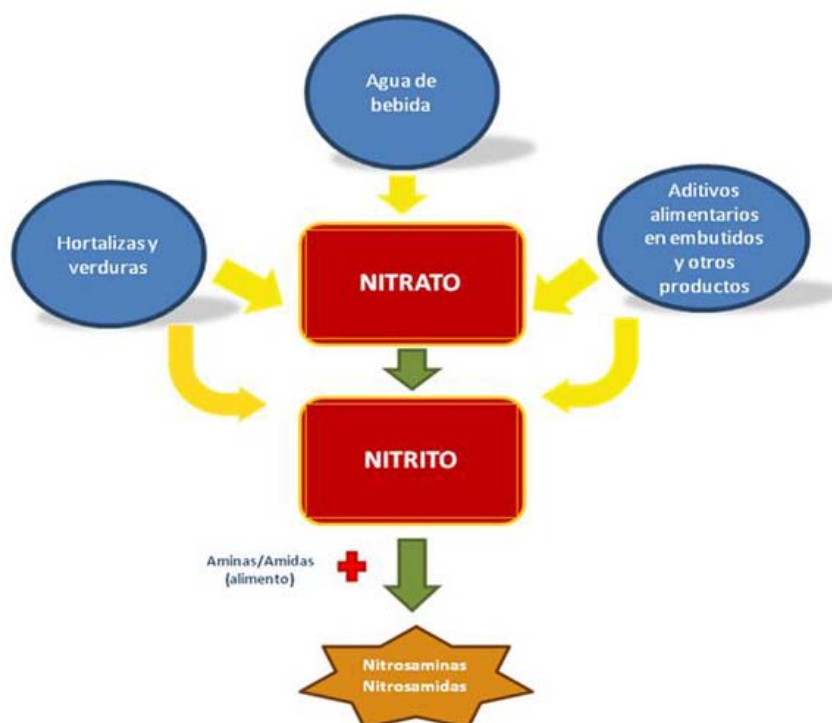 Agua de
bebida
Hortalizas y
verduras
Aditivos
alimentarios
en embutidos
y otros
productos
NITRATO
NITRITO
Aminas/Amidas
(alimento)
Nitrosaminas
Nitrosamidas